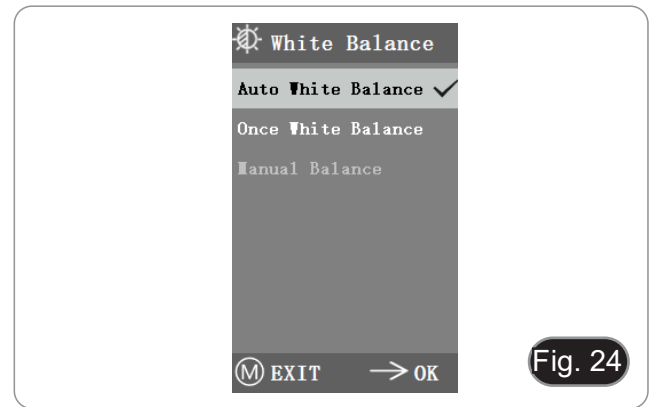 White Balance
Auto White Balance
Once White Balance
Manual Balance
M EXIT → OK
Fig. 24